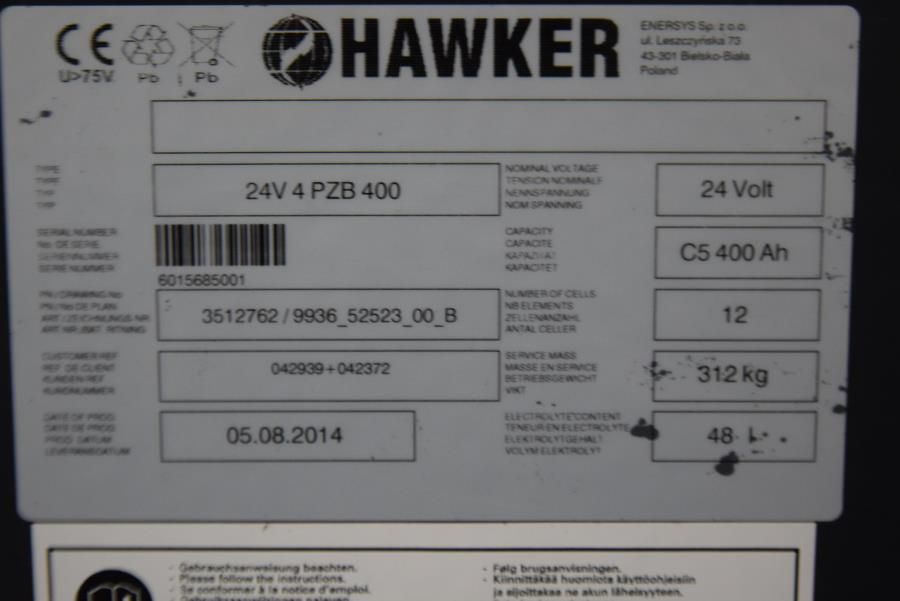 CE
U>75V Pb Pb
HAWKER
ENERSYS Sp. z o.o.
ul. Leszczyńska 73
43-301 Bielsko-Biała
Poland
TYPE
TYPE
TYP
TYP
24V 4 PZB 400
NOMINAL VOLTAGE
TENSION NOMINALE
NENNSPANNUNG
NOM SPANNING
24 Volt
SERIAL NUMBER
No. DE SERIE
SERIENNUMMER
SERIE NUMMER
6015685001
CAPACITY
CAPACITE
KAPAZITAT
KAPACITET
C5 400 Ah
PN / DRAWING No
PN / No DE PLAN
ART / ZEICHNUNGS NR.
ART NR./BAT. RITNING
3512762 / 9936_52523_00_B
NUMBER OF CELLS
NB ELEMENTS
ZELLENANZAHL
ANTAL CELLER
12
CUSTOMER REF
REF. DE CLIENT
KUNDEN REF
KUNDNUMMER
042939+042372
SERVICE MASS
MASSE EN SERVICE
BETRIEBSGEWICHT
VIKT
312 kg
DATE OF PROD.
DATE DE PROD.
PROD. DATUM
LEVERANSDATUM
05.08.2014
ELECTROLYTE CONTENT
TENEUR EN ELECTROLYTE
ELEKTROLYTGEHALT
VOLYM ELEKTROLYT
48 L
- Gebrauchsanweisung beachten.
- Please follow the instructions.
- Se conformer à la notice d'emploi.
- Følg brugsanvisningen.
- Kiinnittäkää huomiota käyttöohjeisiin
ja sijoittakaa ne akun läheisyyteen.